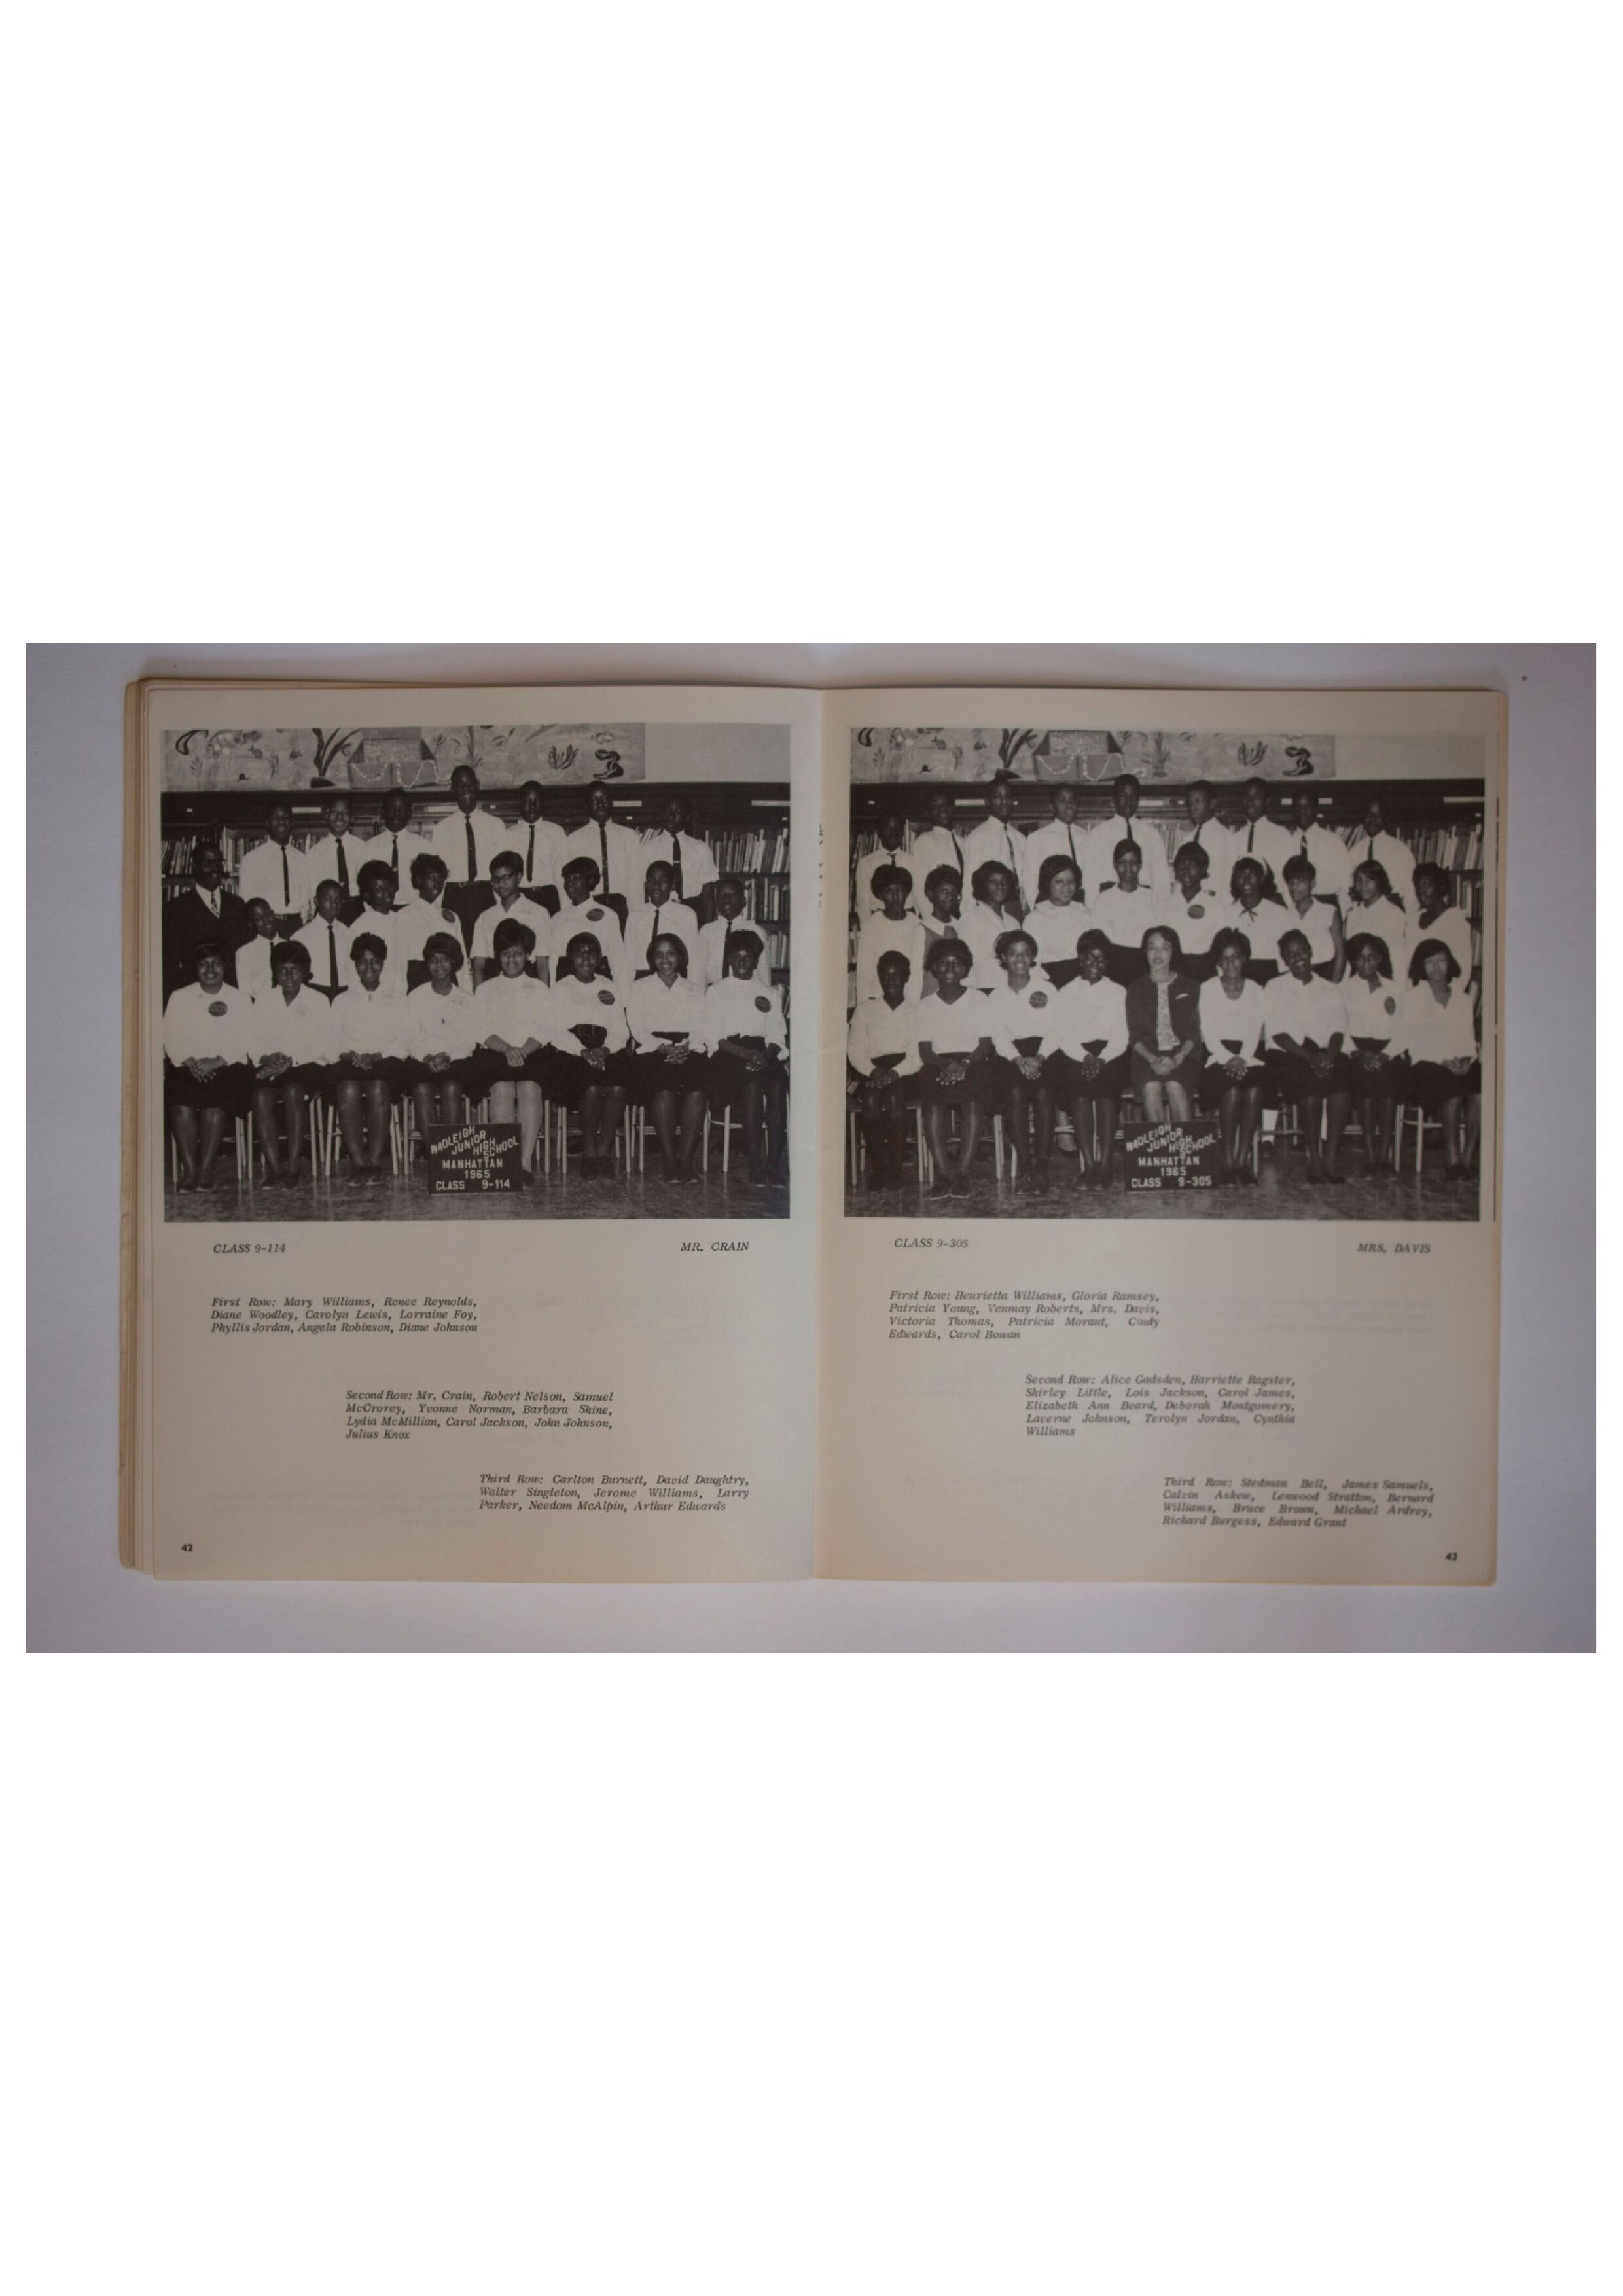 WADLEIGH
JUNIOR
HIGH
SCHOOL
MANHATTAN
1965
CLASS 9-114
CLASS 9-114
MR. CRAIN
First Row: Mary Williams, Renee Reynolds,
Diane Woodley, Carolyn Lewis, Lorraine Foy,
Phyllis Jordan, Angela Robinson, Diane Johnson
Second Row: Mr. Crain, Robert Nelson, Samuel
McCrorey, Yvonne Norman, Barbara Shine,
Lydia McMillian, Carol Jackson, John Johnson,
Julius Knox
Third Row: Carlton Burnett, David Daughtry,
Walter Singleton, Jerome Williams, Larry
Parker, Needom McAlpin, Arthur Edwards
42
WADLEIGH
JUNIOR
HIGH
SCHOOL
MANHATTAN
1965
CLASS 9-305
CLASS 9-305
MRS. DAVIS
First Row: Henrietta Williams, Gloria Ramsey,
Patricia Young, Venmay Roberts, Mrs. Davis,
Victoria Thomas, Patricia Morant, Cindy
Edwards, Carol Bowan
Second Row: Alice Gadsden, Harriette Ragster,
Shirley Little, Lois Jackson, Carol James,
Elizabeth Ann Beard, Deborah Montgomery,
Laverne Johnson, Terolyn Jordan, Cynthia
Williams
Third Row: Stedman Bell, James Samuels,
Calvin Askew, Lenwood Stratton, Bernard
Williams, Bruce Brown, Michael Ardrey,
Richard Burgess, Edward Grant
43